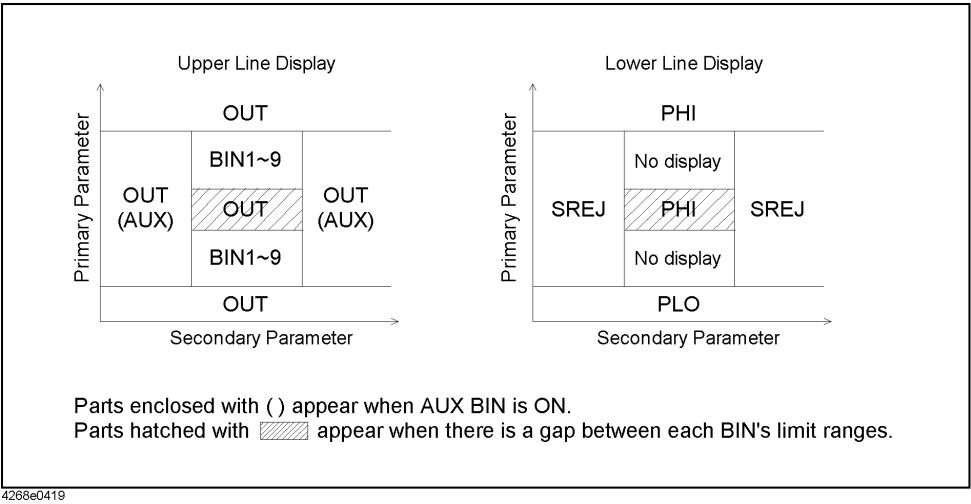 Upper Line Display
Primary Parameter
OUT
BIN1~9
OUT
(AUX)
OUT
OUT
(AUX)
BIN1~9
OUT
Secondary Parameter
Lower Line Display
Primary Parameter
PHI
No display
SREJ
PHI
SREJ
No display
PLO
Secondary Parameter
Parts enclosed with ( ) appear when AUX BIN is ON.
Parts hatched with appear when there is a gap between each BIN's limit ranges.
4268e0419